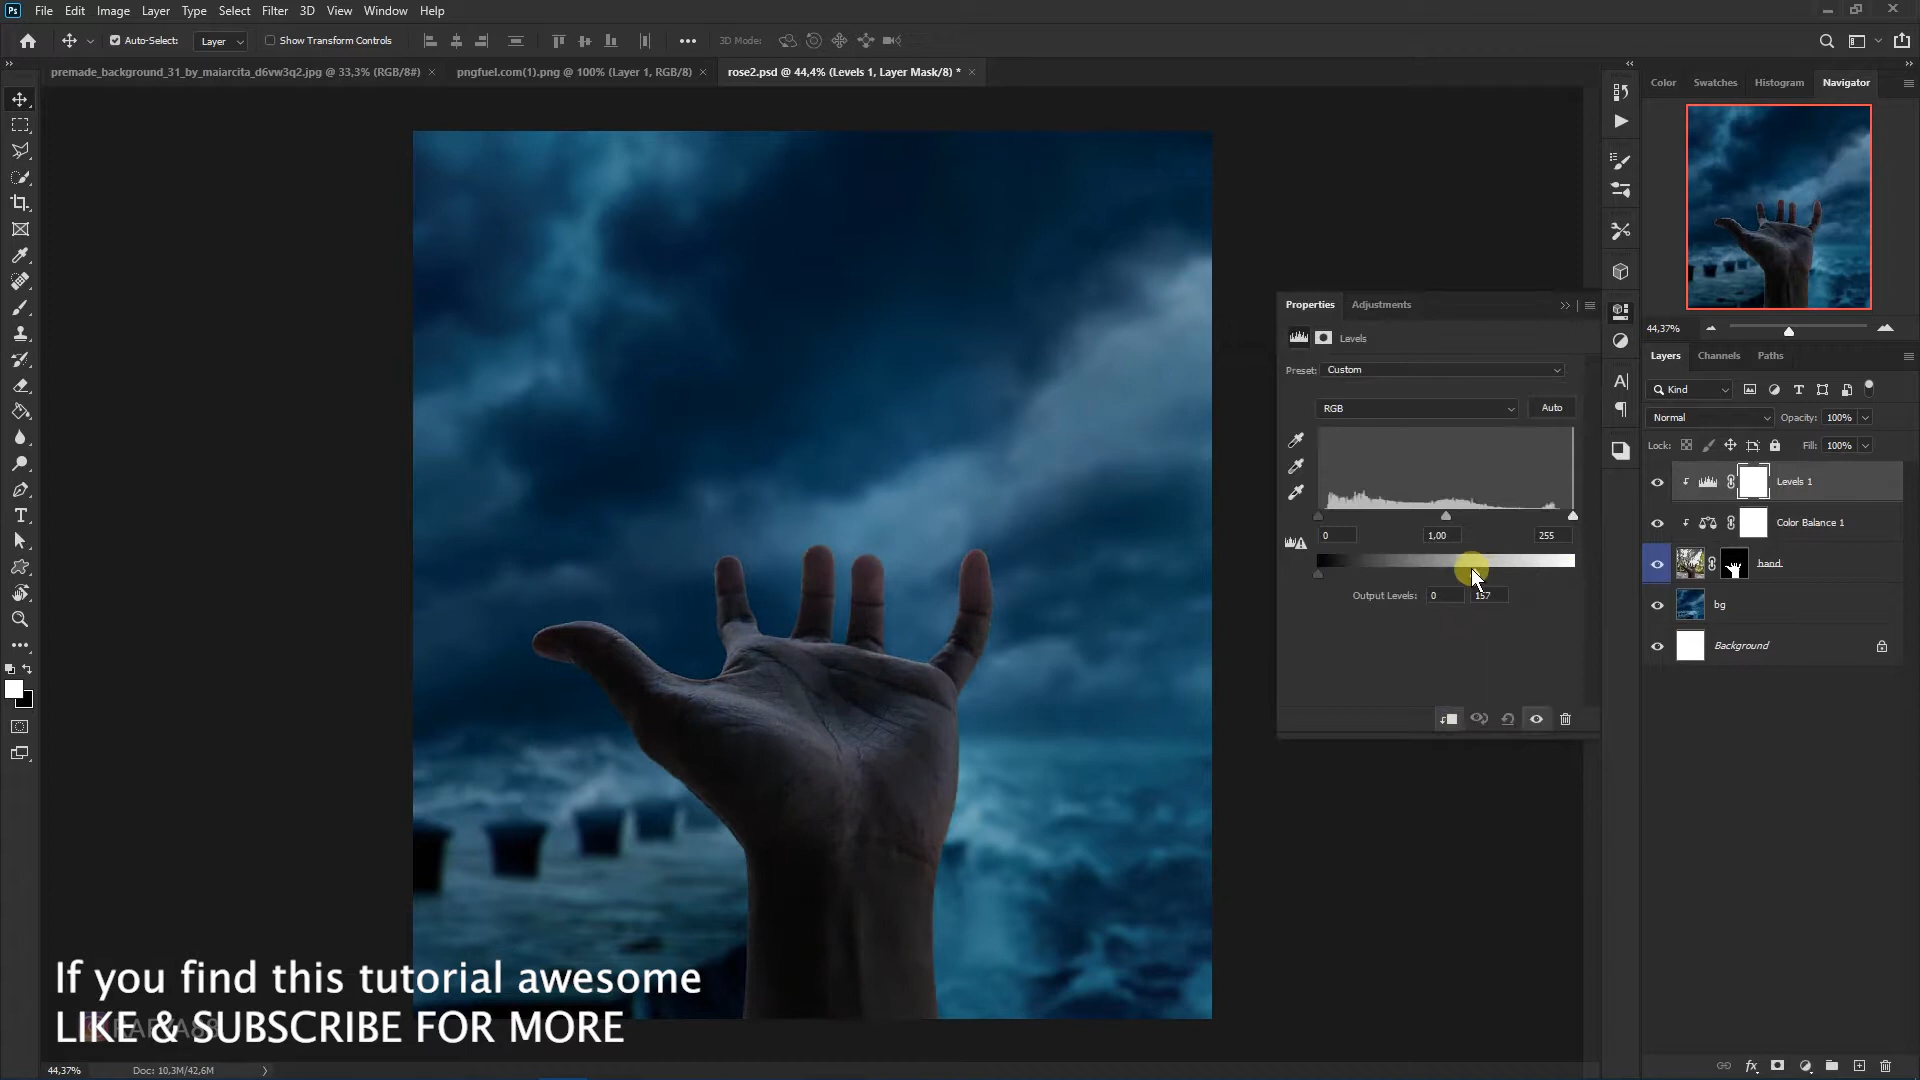 Ps File Edit Image Layer Type Select Filter 3D View Window Help
Auto-Select: Layer Show Transform Controls 3D Mode:
premade_background_31_by_maiarcita_d6vw3q2.jpg @ 33,3% (RGB/8#) × pngfuel.com(1).png @ 100% (Layer 1, RGB/8) × rose2.psd @ 44,4% (Levels 1, Layer Mask/8) * ×
Color Swatches Histogram Navigator
44,37%
Properties Adjustments
Levels
Preset: Custom
RGB Auto
0 1,00 255
Output Levels: 0 157
Layers Channels Paths
Kind
Normal Opacity: 100%
Lock: Fill: 100%
Levels 1
Color Balance 1
hand
bg
Background
If you find this tutorial awesome
LIKE & SUBSCRIBE FOR MORE
44,37% Doc: 10,3M/42,6M